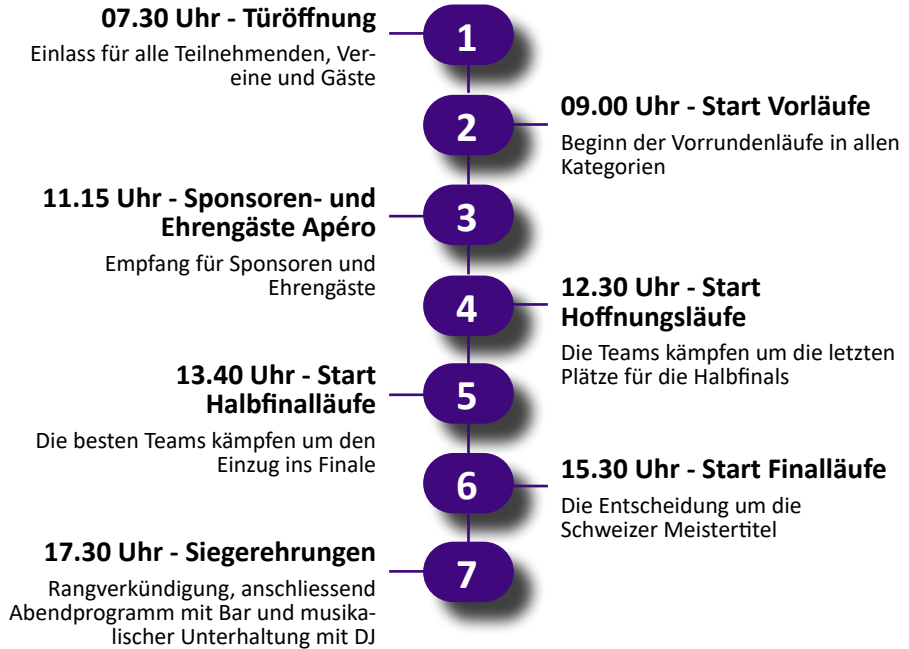 07.30 Uhr - Türöffnung
Einlass für alle Teilnehmenden, Ver-
eine und Gäste
1
2
09.00 Uhr - Start Vorläufe
Beginn der Vorrundenläufe in allen
Kategorien
11.15 Uhr - Sponsoren- und
Ehrengäste Apéro
Empfang für Sponsoren und
Ehrengäste
3
4
12.30 Uhr - Start
Hoffnungsläufe
Die Teams kämpfen um die letzten
Plätze für die Halbfinals
13.40 Uhr - Start
Halbfinalläufe
Die besten Teams kämpfen um den
Einzug ins Finale
5
6
15.30 Uhr - Start Finalläufe
Die Entscheidung um die
Schweizer Meistertitel
17.30 Uhr - Siegerehrungen
Rangverkündigung, anschliessend
Abendprogramm mit Bar und musika-
lischer Unterhaltung mit DJ
7